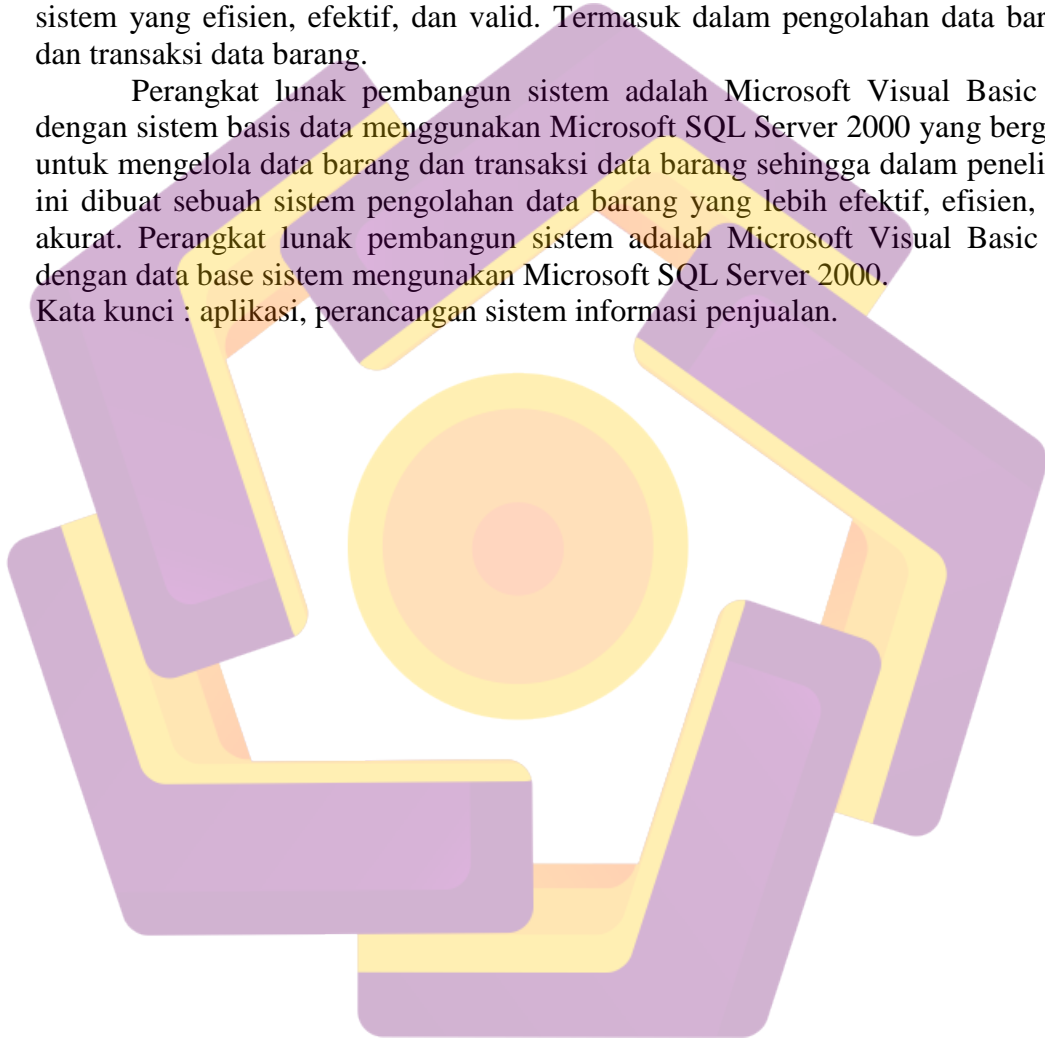 sistem yang efisien, efektif, dan valid. Termasuk dalam pengolahan data bar
dan transaksi data barang.
Perangkat lunak pembangun sistem adalah Microsoft Visual Basic
dengan sistem basis data menggunakan Microsoft SQL Server 2000 yang berg
untuk mengelola data barang dan transaksi data barang sehingga dalam peneli
ini dibuat sebuah sistem pengolahan data barang yang lebih efektif, efisien,
akurat. Perangkat lunak pembangun sistem adalah Microsoft Visual Basic
dengan data base sistem mengunakan Microsoft SQL Server 2000.
Kata kunci : aplikasi, perancangan sistem informasi penjualan.